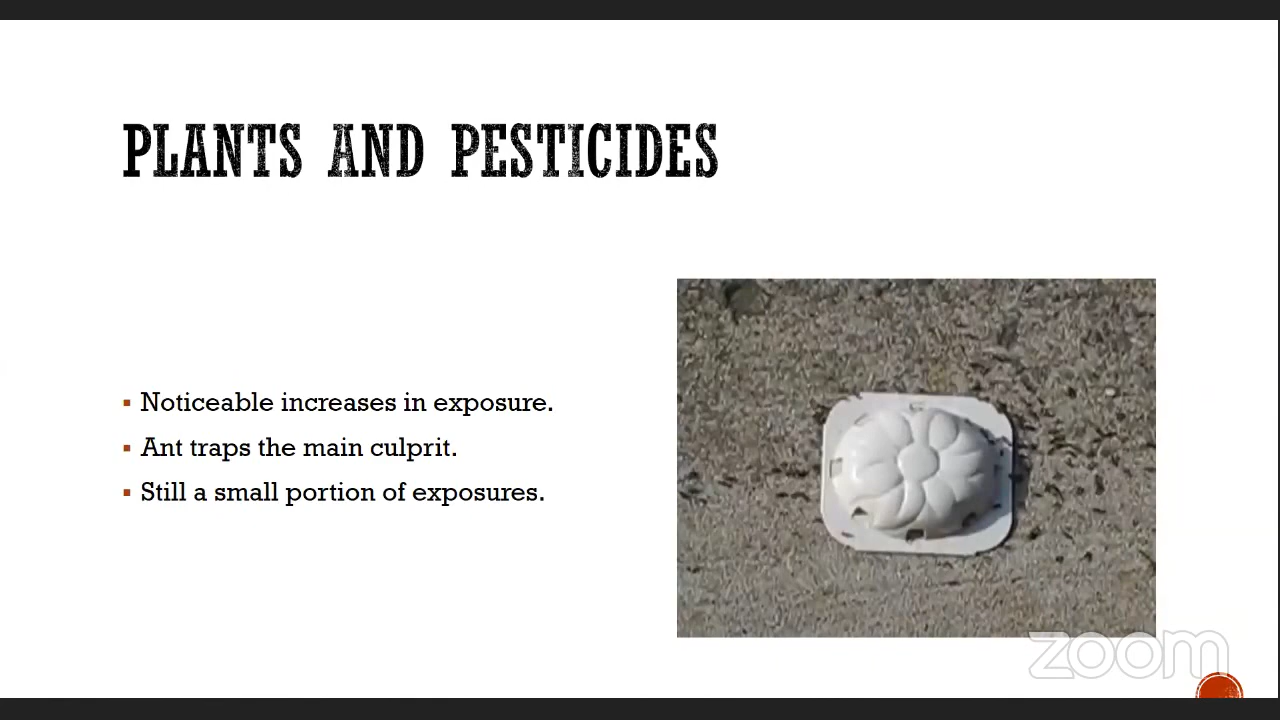 PLANTS AND PESTICIDES
▪ Noticeable increases in exposure.
▪ Ant traps the main culprit.
▪ Still a small portion of exposures.
zoom